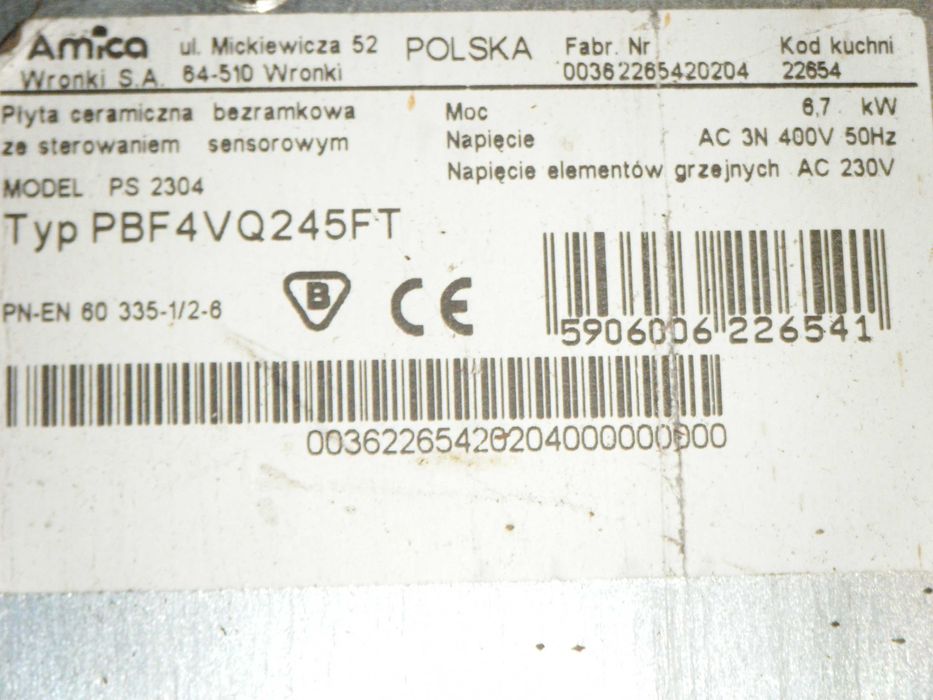 Amica ul. Mickiewicza 52 POLSKA Fabr. Nr Kod kuchni
Wronki S.A. 64-510 Wronki 00362265420204 22654
Płyta ceramiczna bezramkowa
ze sterowaniem sensorowym
MODEL PS 2304
Typ PBF4VQ245FT
Moc 6,7 kW
Napięcie AC 3N 400V 50Hz
Napięcie elementów grzejnych AC 230V
PN-EN 60 335-1/2-6
B
CE
5906006226541
00362265420204000000000